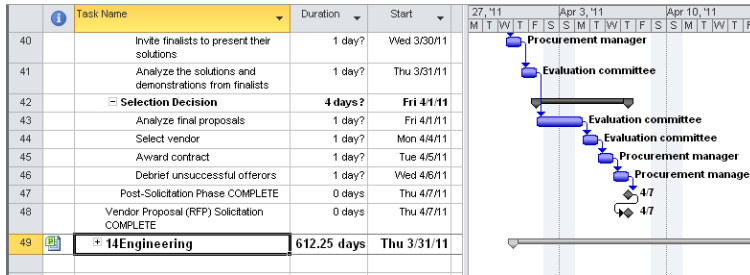 Task Name Duration Start 27, '11 Apr 3, '11 Apr 10, '11
M T W T F S S M T W T F S S M T W T F
40 Invite finalists to present their solutions 1 day? Wed 3/30/11 Procurement manager
41 Analyze the solutions and demonstrations from finalists 1 day? Thu 3/31/11 Evaluation committee
42 Selection Decision 4 days? Fri 4/1/11
43 Analyze final proposals 1 day? Fri 4/1/11 Evaluation committee
44 Select vendor 1 day? Mon 4/4/11 Evaluation committee
45 Award contract 1 day? Tue 4/5/11 Procurement manager
46 Debrief unsuccessful offerors 1 day? Wed 4/6/11 Procurement manage
47 Post-Solicitation Phase COMPLETE 0 days Thu 4/7/11 4/7
48 Vendor Proposal (RFP) Solicitation COMPLETE 0 days Thu 4/7/11 4/7
49 14Engineering 612.25 days Thu 3/31/11